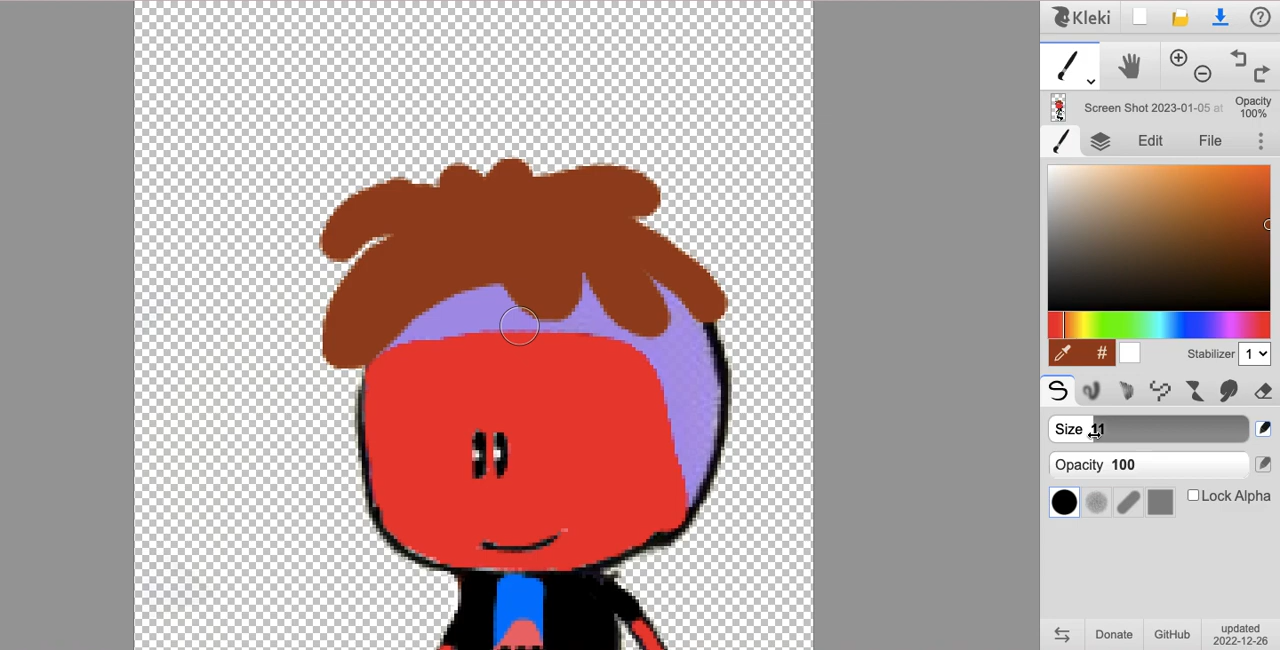 Kleki
Screen Shot 2023-01-05 at
Opacity
100%
Edit
File
#
Stabilizer 1
Size 11
Opacity 100
Lock Alpha
Donate
GitHub
updated
2022-12-26